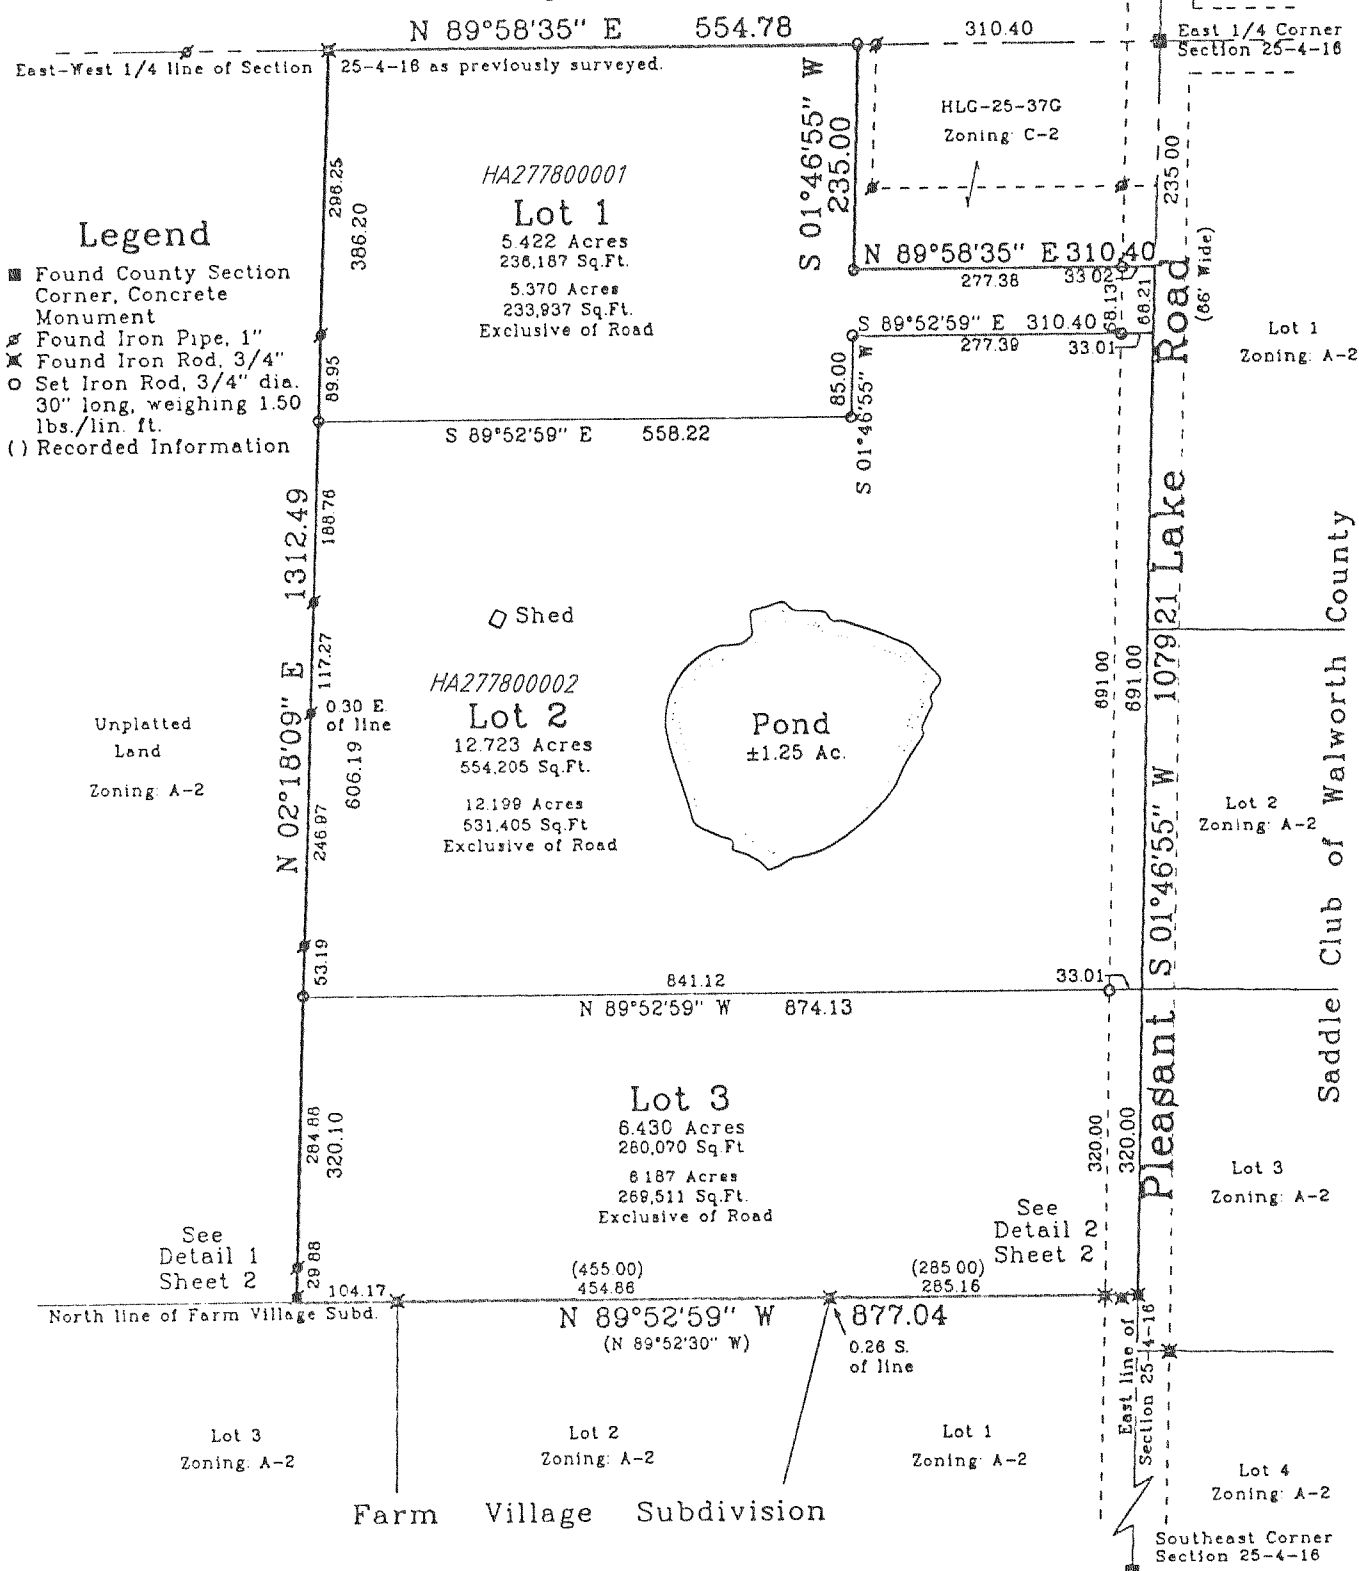 N 89°58'35" E 554.78
310.40
East 1/4 Corner
Section 25-4-16
East-West 1/4 line of Section 25-4-16 as previously surveyed.
S 01°46'55" W
235.00
HLG-25-37G
Zoning: C-2
235.00
296.25
386.20
HA277800001
Lot 1
5.422 Acres
236,187 Sq.Ft.
5.370 Acres
233,937 Sq.Ft.
Exclusive of Road
N 89°58'35" E 310.40
277.38
33.02
68.13
68.21
(66' Wide)
Legend
Found County Section
Corner, Concrete
Monument
Found Iron Pipe, 1"
Found Iron Rod, 3/4"
Set Iron Rod, 3/4" dia.
30" long, weighing 1.50
lbs./lin. ft.
( ) Recorded Information
S 89°52'59" E 310.40
277.39
33.01
Lot 1
Zoning: A-2
89.95
85.00
S 01°46'55" W
S 89°52'59" E 558.22
N 02°18'09" E 1312.49
188.76
Shed
117.27
0.30 E.
of line
606.19
246.97
53.19
HA277800002
Lot 2
12.723 Acres
554,205 Sq.Ft.
12.199 Acres
531,405 Sq.Ft
Exclusive of Road
Pond
±1.25 Ac.
Unplatted
Land
Zoning: A-2
691.00
691.00
S 01°46'55" W 1079.21
Pleasant Lake Road
Saddle Club of Walworth County
Lot 2
Zoning: A-2
841.12
33.01
N 89°52'59" W 874.13
284.88
320.10
Lot 3
6.430 Acres
280,070 Sq.Ft
6.187 Acres
269,511 Sq.Ft.
Exclusive of Road
320.00
320.00
Lot 3
Zoning: A-2
See
Detail 1
Sheet 2
29.88
See
Detail 2
Sheet 2
104.17
(455.00)
454.86
(285.00)
285.16
North line of Farm Village Subd.
N 89°52'59" W 877.04
(N 89°52'30" W)
0.26 S.
of line
East line of
Section 25-4-16
Lot 3
Zoning: A-2
Lot 2
Zoning: A-2
Lot 1
Zoning: A-2
Lot 4
Zoning: A-2
Farm Village Subdivision
Southeast Corner
Section 25-4-16